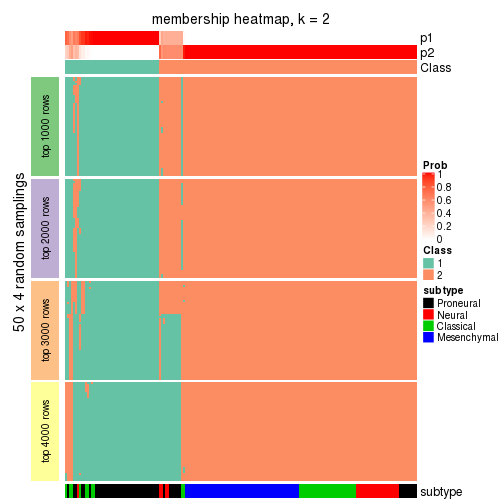 membership heatmap, k = 2
p1
p2
Class
50 x 4 random samplings
top 1000 rows
top 2000 rows
top 3000 rows
top 4000 rows
Prob
1
0.8
0.6
0.4
0.2
0
Class
1
2
subtype
Proneural
Neural
Classical
Mesenchymal
subtype